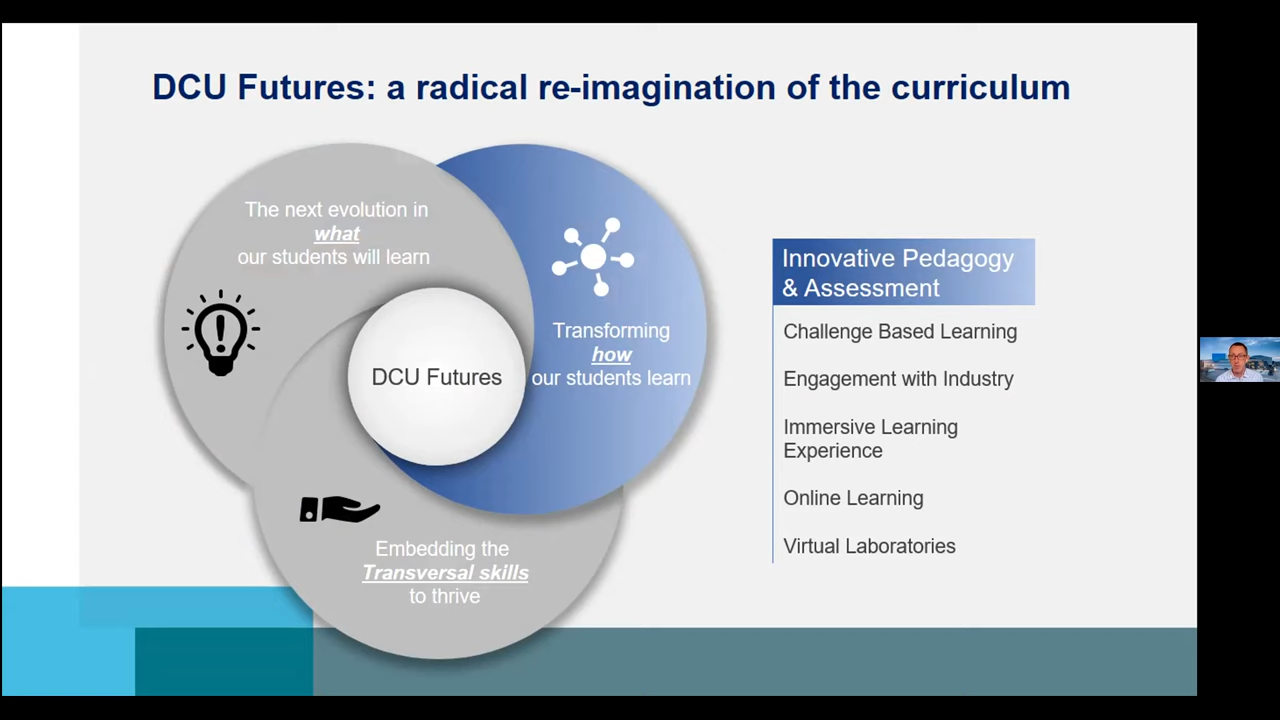 DCU Futures: a radical re-imagination of the curriculum
The next evolution in
what
our students will learn
Transforming
how
our students learn
DCU Futures
Embedding the
Transversal skills
to thrive
Innovative Pedagogy
& Assessment
Challenge Based Learning
Engagement with Industry
Immersive Learning
Experience
Online Learning
Virtual Laboratories